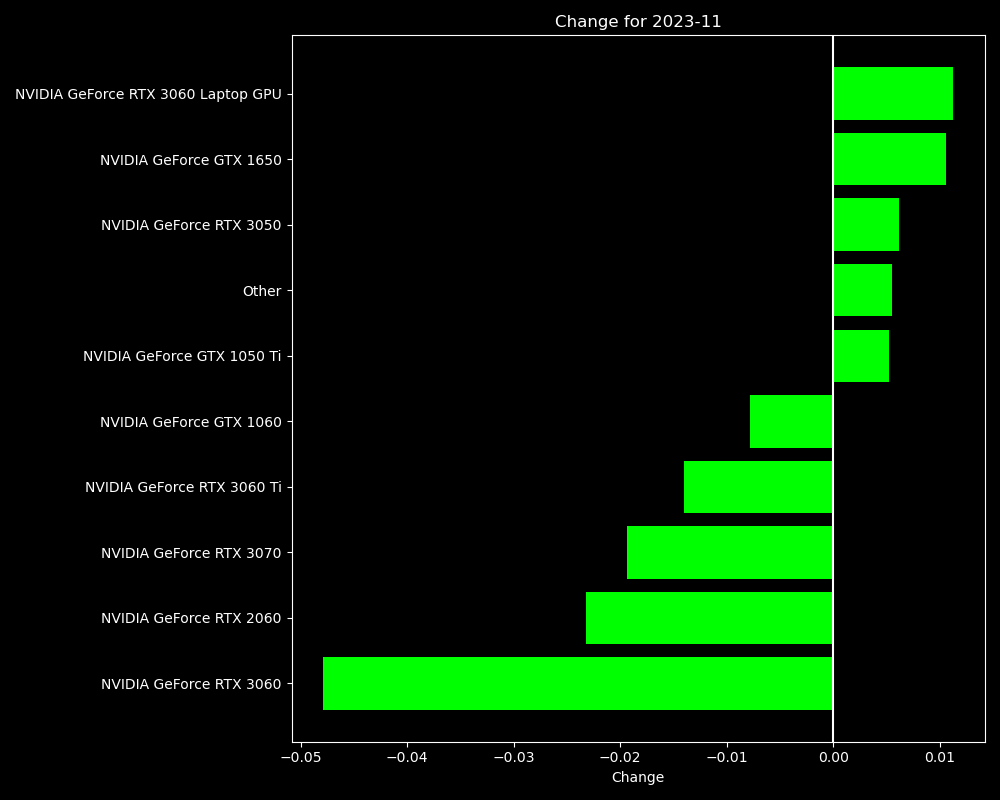 Change for 2023-11
NVIDIA GeForce RTX 3060 Laptop GPU
NVIDIA GeForce GTX 1650
NVIDIA GeForce RTX 3050
Other
NVIDIA GeForce GTX 1050 Ti
NVIDIA GeForce GTX 1060
NVIDIA GeForce RTX 3060 Ti
NVIDIA GeForce RTX 3070
NVIDIA GeForce RTX 2060
NVIDIA GeForce RTX 3060
−0.05 −0.04 −0.03 −0.02 −0.01 0.00 0.01
Change